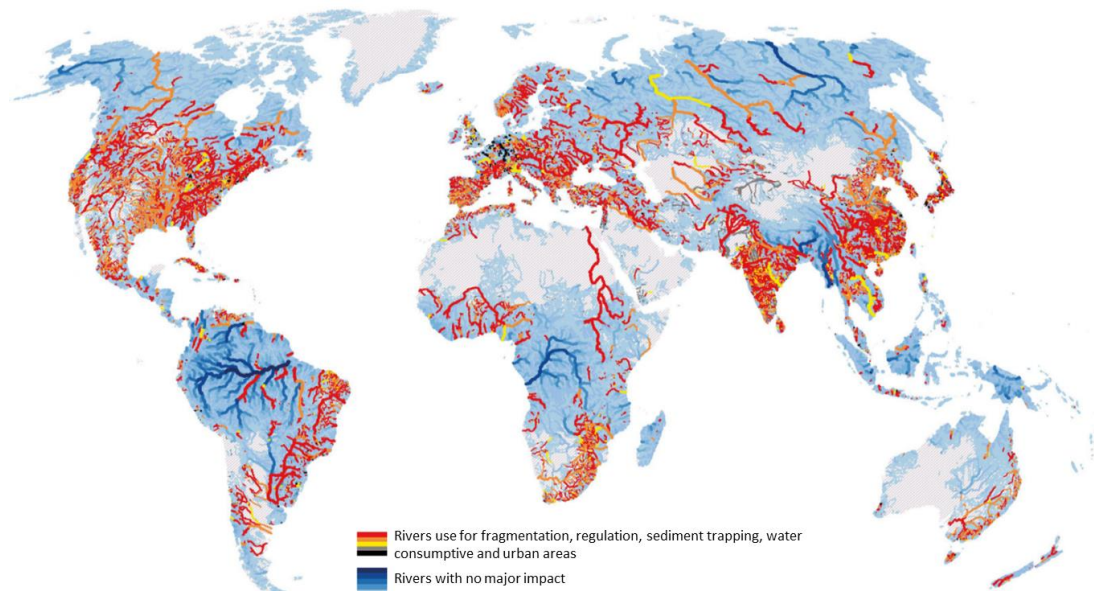 Rivers use for fragmentation, regulation, sediment trapping, water
consumptive and urban areas
Rivers with no major impact